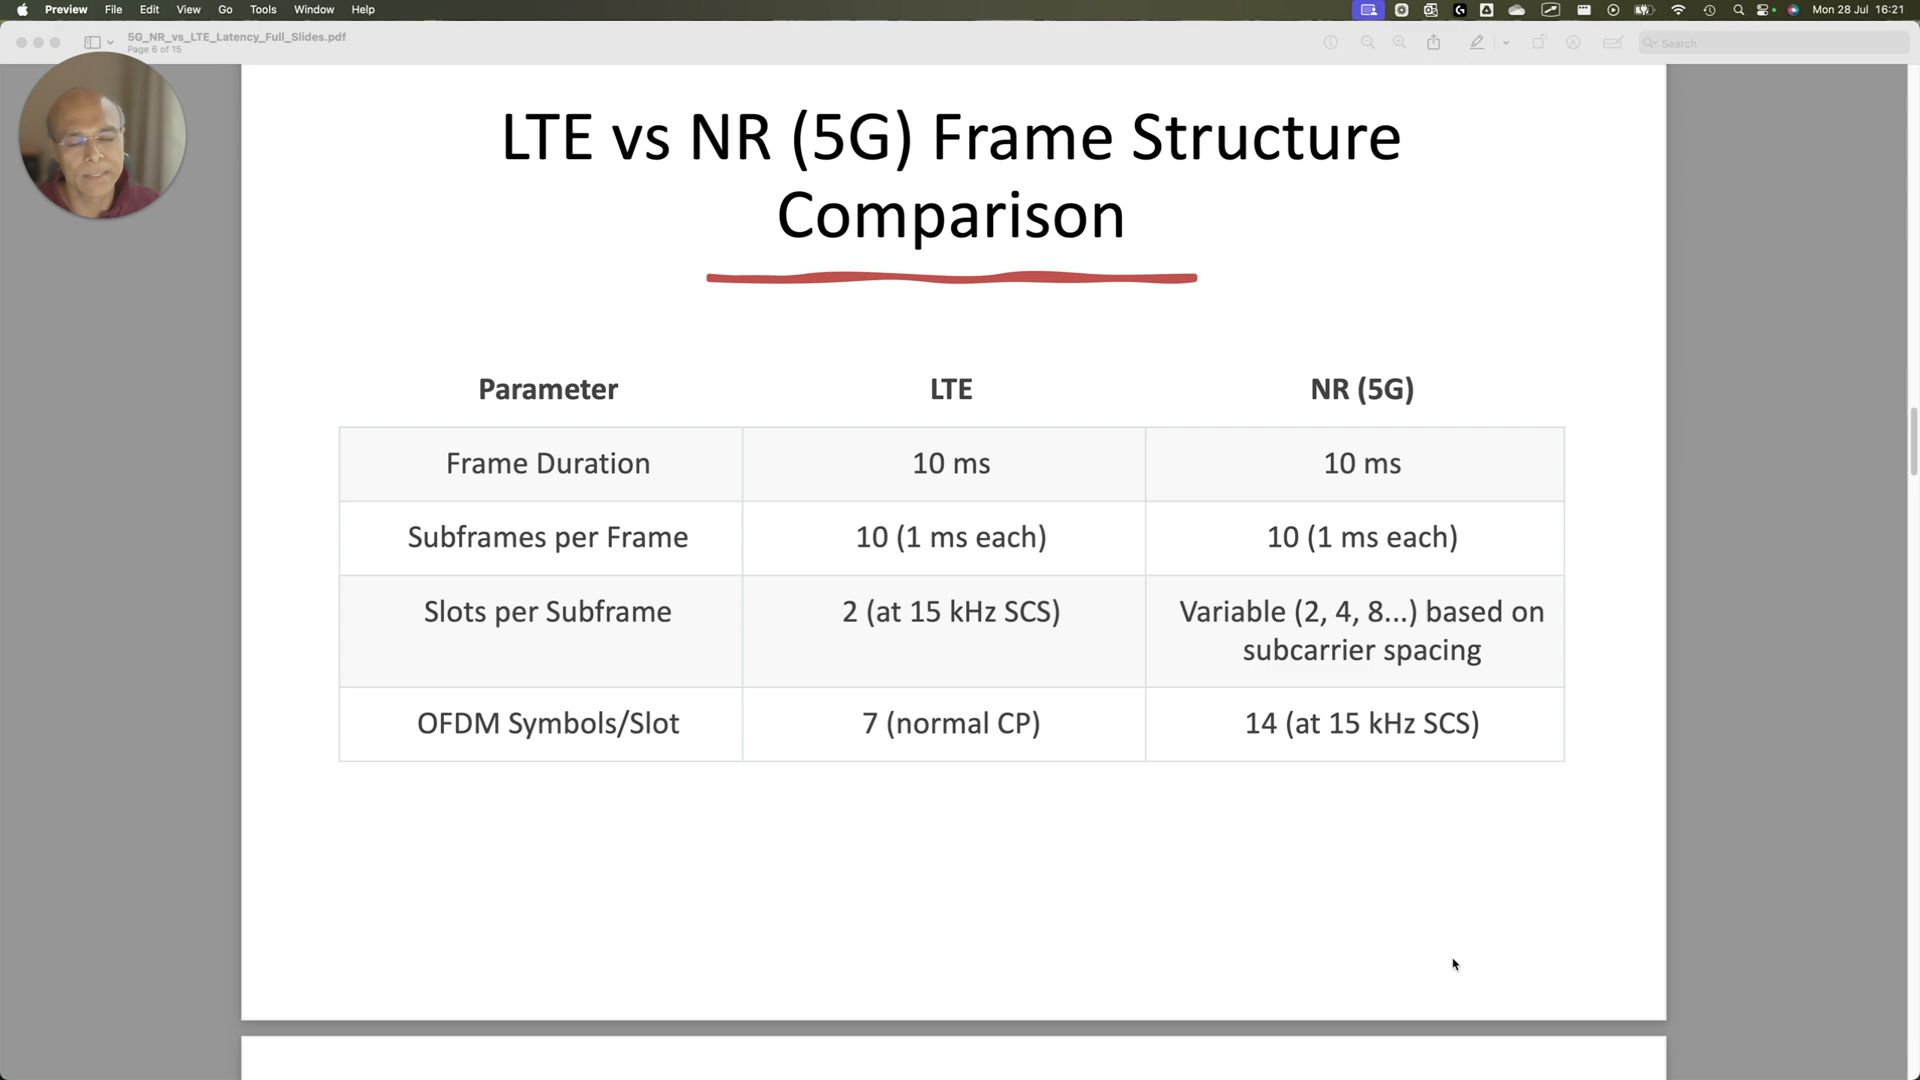 Preview File Edit View Go Tools Window Help
Mon 28 Jul 16:21
5G_NR_vs_LTE_Latency_Full_Slides.pdf
Page 6 of 15
Search
LTE vs NR (5G) Frame Structure
Comparison
Parameter LTE NR (5G)
Frame Duration 10 ms 10 ms
Subframes per Frame 10 (1 ms each) 10 (1 ms each)
Slots per Subframe 2 (at 15 kHz SCS) Variable (2, 4, 8...) based on
subcarrier spacing
OFDM Symbols/Slot 7 (normal CP) 14 (at 15 kHz SCS)